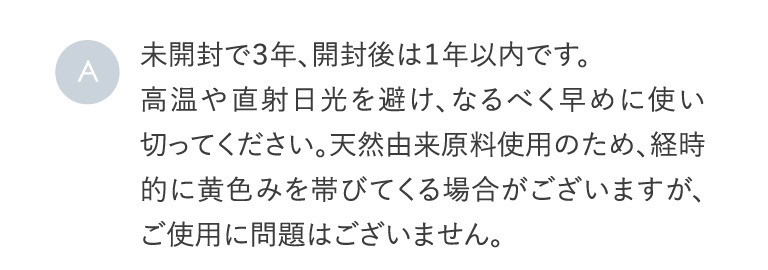 A
未開封で3年、開封後は1年以内です。
高温や直射日光を避け、なるべく早めに使い
切ってください。天然由来原料使用のため、経時
的に黄色みを帯びてくる場合がございますが、
ご使用に問題はございません。